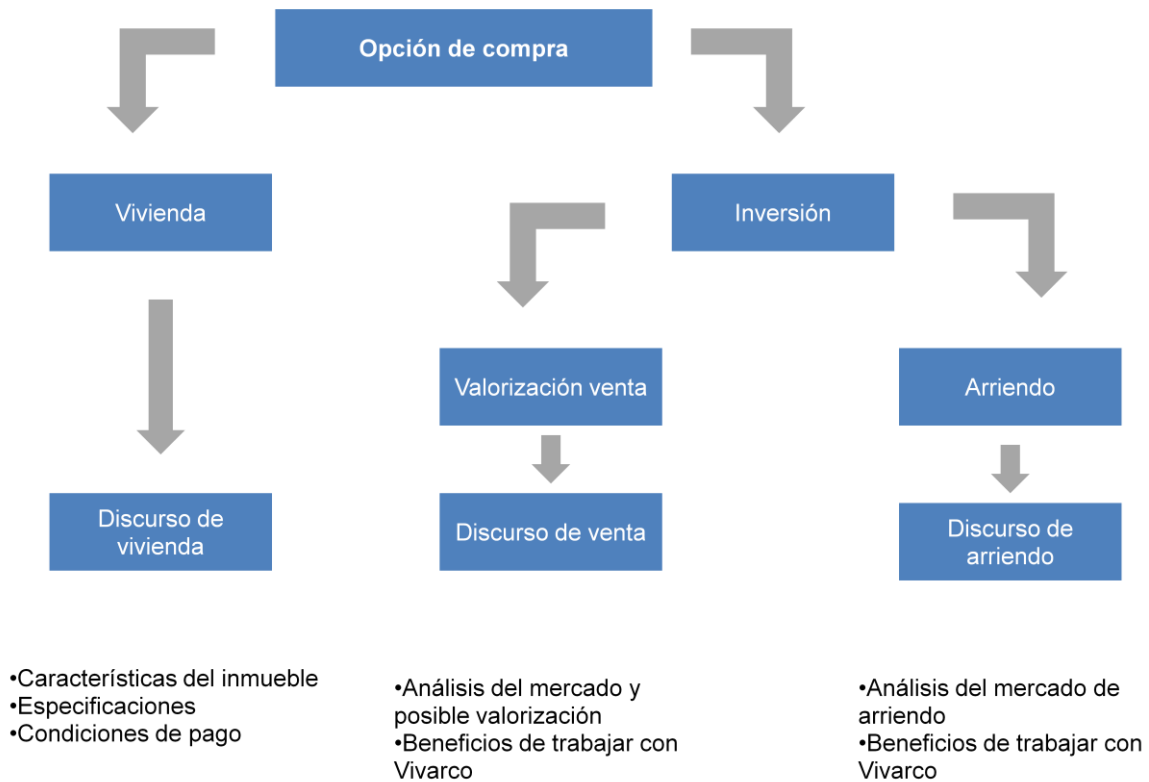 Opción de compra
Vivienda
Inversión
Valorización venta
Arriendo
Discurso de
vivienda
Discurso de venta
Discurso de
arriendo
•Características del inmueble
•Especificaciones
•Condiciones de pago
•Análisis del mercado y
posible valorización
•Beneficios de trabajar con
Vivarco
•Análisis del mercado de
arriendo
•Beneficios de trabajar con
Vivarco